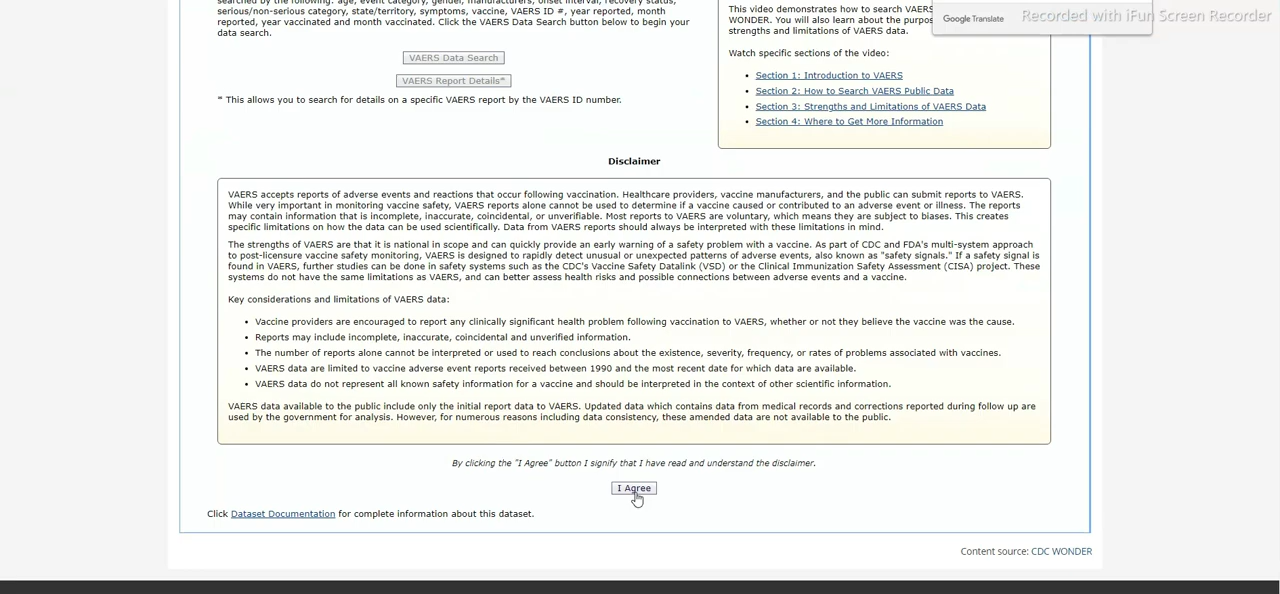 searched by the following: age, event category, gender, manufacturers, onset interval, recovery status,
serious/non-serious category, state/territory, symptoms, vaccine, VAERS ID #, year reported, month
reported, year vaccinated and month vaccinated. Click the VAERS Data Search button below to begin your
data search.
VAERS Data Search
VAERS Report Details*
* This allows you to search for details on a specific VAERS report by the VAERS ID number.
This video demonstrates how to search VAERS
WONDER. You will also learn about the purpo
strengths and limitations of VAERS data.
Watch specific sections of the video:
Section 1: Introduction to VAERS
Section 2: How to Search VAERS Public Data
Section 3: Strengths and Limitations of VAERS Data
Section 4: Where to Get More Information
Google Translate
Recorded with iFun Screen Recorder
Disclaimer
VAERS accepts reports of adverse events and reactions that occur following vaccination. Healthcare providers, vaccine manufacturers, and the public can submit reports to VAERS.
While very important in monitoring vaccine safety, VAERS reports alone cannot be used to determine if a vaccine caused or contributed to an adverse event or illness. The reports
may contain information that is incomplete, inaccurate, coincidental, or unverifiable. Most reports to VAERS are voluntary, which means they are subject to biases. This creates
specific limitations on how the data can be used scientifically. Data from VAERS reports should always be interpreted with these limitations in mind.
The strengths of VAERS are that it is national in scope and can quickly provide an early warning of a safety problem with a vaccine. As part of CDC and FDA's multi-system approach
to post-licensure vaccine safety monitoring, VAERS is designed to rapidly detect unusual or unexpected patterns of adverse events, also known as "safety signals." If a safety signal is
found in VAERS, further studies can be done in safety systems such as the CDC's Vaccine Safety Datalink (VSD) or the Clinical Immunization Safety Assessment (CISA) project. These
systems do not have the same limitations as VAERS, and can better assess health risks and possible connections between adverse events and a vaccine.
Key considerations and limitations of VAERS data:
• Vaccine providers are encouraged to report any clinically significant health problem following vaccination to VAERS, whether or not they believe the vaccine was the cause.
• Reports may include incomplete, inaccurate, coincidental and unverified information.
• The number of reports alone cannot be interpreted or used to reach conclusions about the existence, severity, frequency, or rates of problems associated with vaccines.
• VAERS data are limited to vaccine adverse event reports received between 1990 and the most recent date for which data are available.
• VAERS data do not represent all known safety information for a vaccine and should be interpreted in the context of other scientific information.
VAERS data available to the public include only the initial report data to VAERS. Updated data which contains data from medical records and corrections reported during follow up are
used by the government for analysis. However, for numerous reasons including data consistency, these amended data are not available to the public.
By clicking the "I Agree" button I signify that I have read and understand the disclaimer.
I Agree
Click Dataset Documentation for complete information about this dataset.
Content source: CDC WONDER